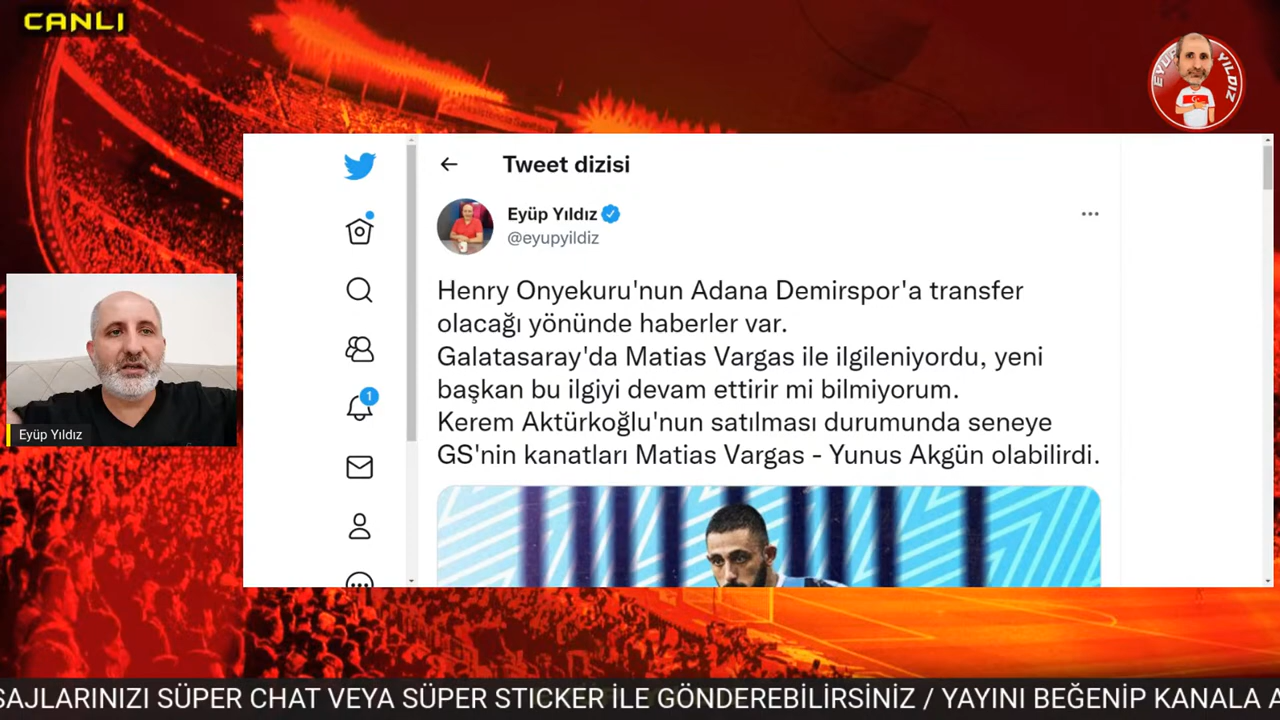 CANLI
EYÜP YILDIZ
Tweet dizisi
Eyüp Yıldız
@eyupyildiz
Henry Onyekuru'nun Adana Demirspor'a transfer
olacağı yönünde haberler var.
Galatasaray'da Matias Vargas ile ilgileniyordu, yeni
başkan bu ilgiyi devam ettirir mi bilmiyorum.
Kerem Aktürkoğlu'nun satılması durumunda seneye
GS'nin kanatları Matias Vargas - Yunus Akgün olabilirdi.
1
Eyüp Yıldız
SAJLARINIZI SÜPER CHAT VEYA SÜPER STICKER İLE GÖNDEREBİLİRSİNİZ / YAYINI BEĞENİP KANALA A